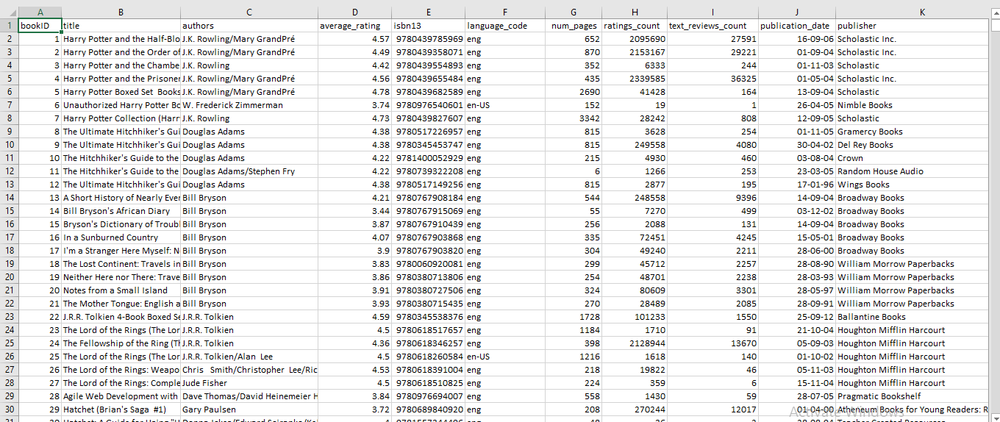 A B C D E F G H I J K
1 bookID title authors average_rating isbn13 language_code num_pages ratings_count text_reviews_count publication_date publisher
2 1 Harry Potter and the Half-Blo J.K. Rowling/Mary GrandPré 4.57 9780439785969 eng 652 2095690 27591 16-09-06 Scholastic Inc.
3 2 Harry Potter and the Order of J.K. Rowling/Mary GrandPré 4.49 9780439358071 eng 870 2153167 29221 01-09-04 Scholastic Inc.
4 3 Harry Potter and the Chambe J.K. Rowling 4.42 9780439554893 eng 352 6333 244 01-11-03 Scholastic
5 4 Harry Potter and the Prisoner J.K. Rowling/Mary GrandPré 4.56 9780439655484 eng 435 2339585 36325 01-05-04 Scholastic Inc.
6 5 Harry Potter Boxed Set Books J.K. Rowling/Mary GrandPré 4.78 9780439682589 eng 2690 41428 164 13-09-04 Scholastic
7 6 Unauthorized Harry Potter Bo W. Frederick Zimmerman 3.74 9780976540601 en-US 152 19 1 26-04-05 Nimble Books
8 7 Harry Potter Collection (Harr J.K. Rowling 4.73 9780439827607 eng 3342 28242 808 12-09-05 Scholastic
9 8 The Ultimate Hitchhiker's Gui Douglas Adams 4.38 9780517226957 eng 815 3628 254 01-11-05 Gramercy Books
10 9 The Ultimate Hitchhiker's Gui Douglas Adams 4.38 9780345453747 eng 815 249558 4080 30-04-02 Del Rey Books
11 10 The Hitchhiker's Guide to the Douglas Adams 4.22 9781400052929 eng 215 4930 460 03-08-04 Crown
12 11 The Hitchhiker's Guide to the Douglas Adams/Stephen Fry 4.22 9780739322208 eng 6 1266 253 23-03-05 Random House Audio
13 12 The Ultimate Hitchhiker's Gui Douglas Adams 4.38 9780517149256 eng 815 2877 195 17-01-96 Wings Books
14 13 A Short History of Nearly Ever Bill Bryson 4.21 9780767908184 eng 544 248558 9396 14-09-04 Broadway Books
15 14 Bill Bryson's African Diary Bill Bryson 3.44 9780767915069 eng 55 7270 499 03-12-02 Broadway Books
16 15 Bryson's Dictionary of Troubl Bill Bryson 3.87 9780767910439 eng 256 2088 131 14-09-04 Broadway Books
17 16 In a Sunburned Country Bill Bryson 4.07 9780767903868 eng 335 72451 4245 15-05-01 Broadway Books
18 17 I'm a Stranger Here Myself: N Bill Bryson 3.9 9780767903820 eng 304 49240 2211 28-06-00 Broadway Books
19 18 The Lost Continent: Travels in Bill Bryson 3.83 9780060920081 eng 299 45712 2257 28-08-90 William Morrow Paperbacks
20 19 Neither Here nor There: Trave Bill Bryson 3.86 9780380713806 eng 254 48701 2238 28-03-93 William Morrow Paperbacks
21 20 Notes from a Small Island Bill Bryson 3.91 9780380727506 eng 324 80609 3301 28-05-97 William Morrow Paperbacks
22 21 The Mother Tongue: English a Bill Bryson 3.93 9780380715435 eng 270 28489 2085 28-09-91 William Morrow Paperbacks
23 22 J.R.R. Tolkien 4-Book Boxed Se J.R.R. Tolkien 4.59 9780345538376 eng 1728 101233 1550 25-09-12 Ballantine Books
24 23 The Lord of the Rings (The Lor J.R.R. Tolkien 4.5 9780618517657 eng 1184 1710 91 21-10-04 Houghton Mifflin Harcourt
25 24 The Fellowship of the Ring (Th J.R.R. Tolkien 4.36 9780618346257 eng 398 2128944 13670 05-09-03 Houghton Mifflin Harcourt
26 25 The Lord of the Rings (The Lor J.R.R. Tolkien/Alan Lee 4.5 9780618260584 en-US 1216 1618 140 01-10-02 Houghton Mifflin Harcourt
27 26 The Lord of the Rings: Weapo Chris Smith/Christopher Lee/Ric 4.53 9780618391004 eng 218 19822 46 05-11-03 Houghton Mifflin Harcourt
28 27 The Lord of the Rings: Comple Jude Fisher 4.5 9780618510825 eng 224 359 6 15-11-04 Houghton Mifflin Harcourt
29 28 Agile Web Development with Dave Thomas/David Heinemeier H 3.84 9780976694007 eng 558 1430 59 28-07-05 Pragmatic Bookshelf
30 29 Hatchet (Brian's Saga #1) Gary Paulsen 3.72 9780689840920 eng 208 270244 12017 01-04-00 Atheneum Books for Young Readers: R
Activate Windows